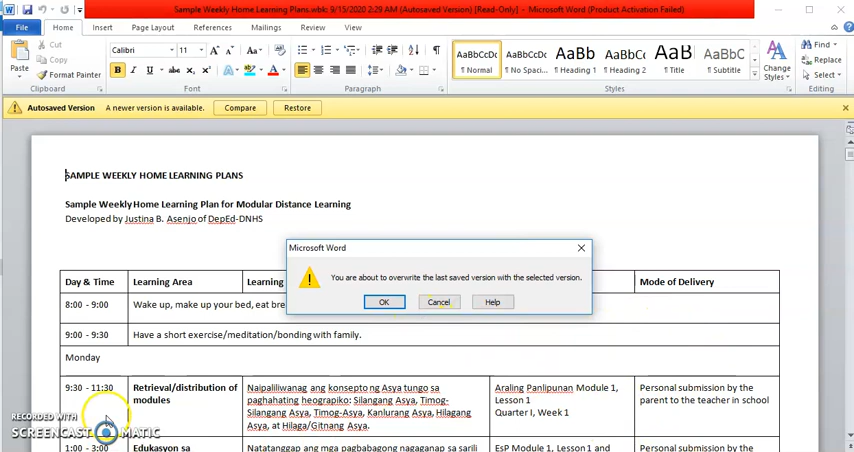 Sample Weekly Home Learning Plans.wbk: 9/15/2020 2:29 AM (Autosaved Version) [Read-Only] - Microsoft Word (Product Activation Failed)
File Home Insert Page Layout References Mailings Review View
Cut
Copy
Format Painter
Paste
Clipboard
Calibri 11
Font
Paragraph
AaBbCcDc AaBbCcDc AaBbC AaBbCc AaB AaBbCc
¶ Normal ¶ No Spaci... Heading 1 Heading 2 Title Subtitle
Change Styles
Styles
Find
Replace
Select
Editing
Autosaved Version A newer version is available. Compare Restore
SAMPLE WEEKLY HOME LEARNING PLANS
Sample Weekly Home Learning Plan for Modular Distance Learning
Developed by Justina B. Asenjo of DepEd-DNHS
Microsoft Word
You are about to overwrite the last saved version with the selected version.
OK Cancel Help
Day & Time Learning Area Learning Mode of Delivery
8:00 - 9:00 Wake up, make up your bed, eat bre
9:00 - 9:30 Have a short exercise/meditation/bonding with family.
Monday
9:30 - 11:30 Retrieval/distribution of modules
Naipaliliwanag ang konsepto ng Asya tungo sa
paghahating heograpiko: Silangang Asya, Timog-
Silangang Asya, Timog-Asya, Kanlurang Asya, Hilagang
Asya, at Hilaga/Gitnang Asya.
Araling Panlipunan Module 1,
Lesson 1
Quarter I, Week 1
Personal submission by the
parent to the teacher in school
1:00 - 3:00 Edukasyon sa Natatanggap ang mga pagbabagong nagaganap sa sarili EsP Module 1, Lesson 1 and Personal submission by the
RECORDED WITH
SCREENCAST MATIC